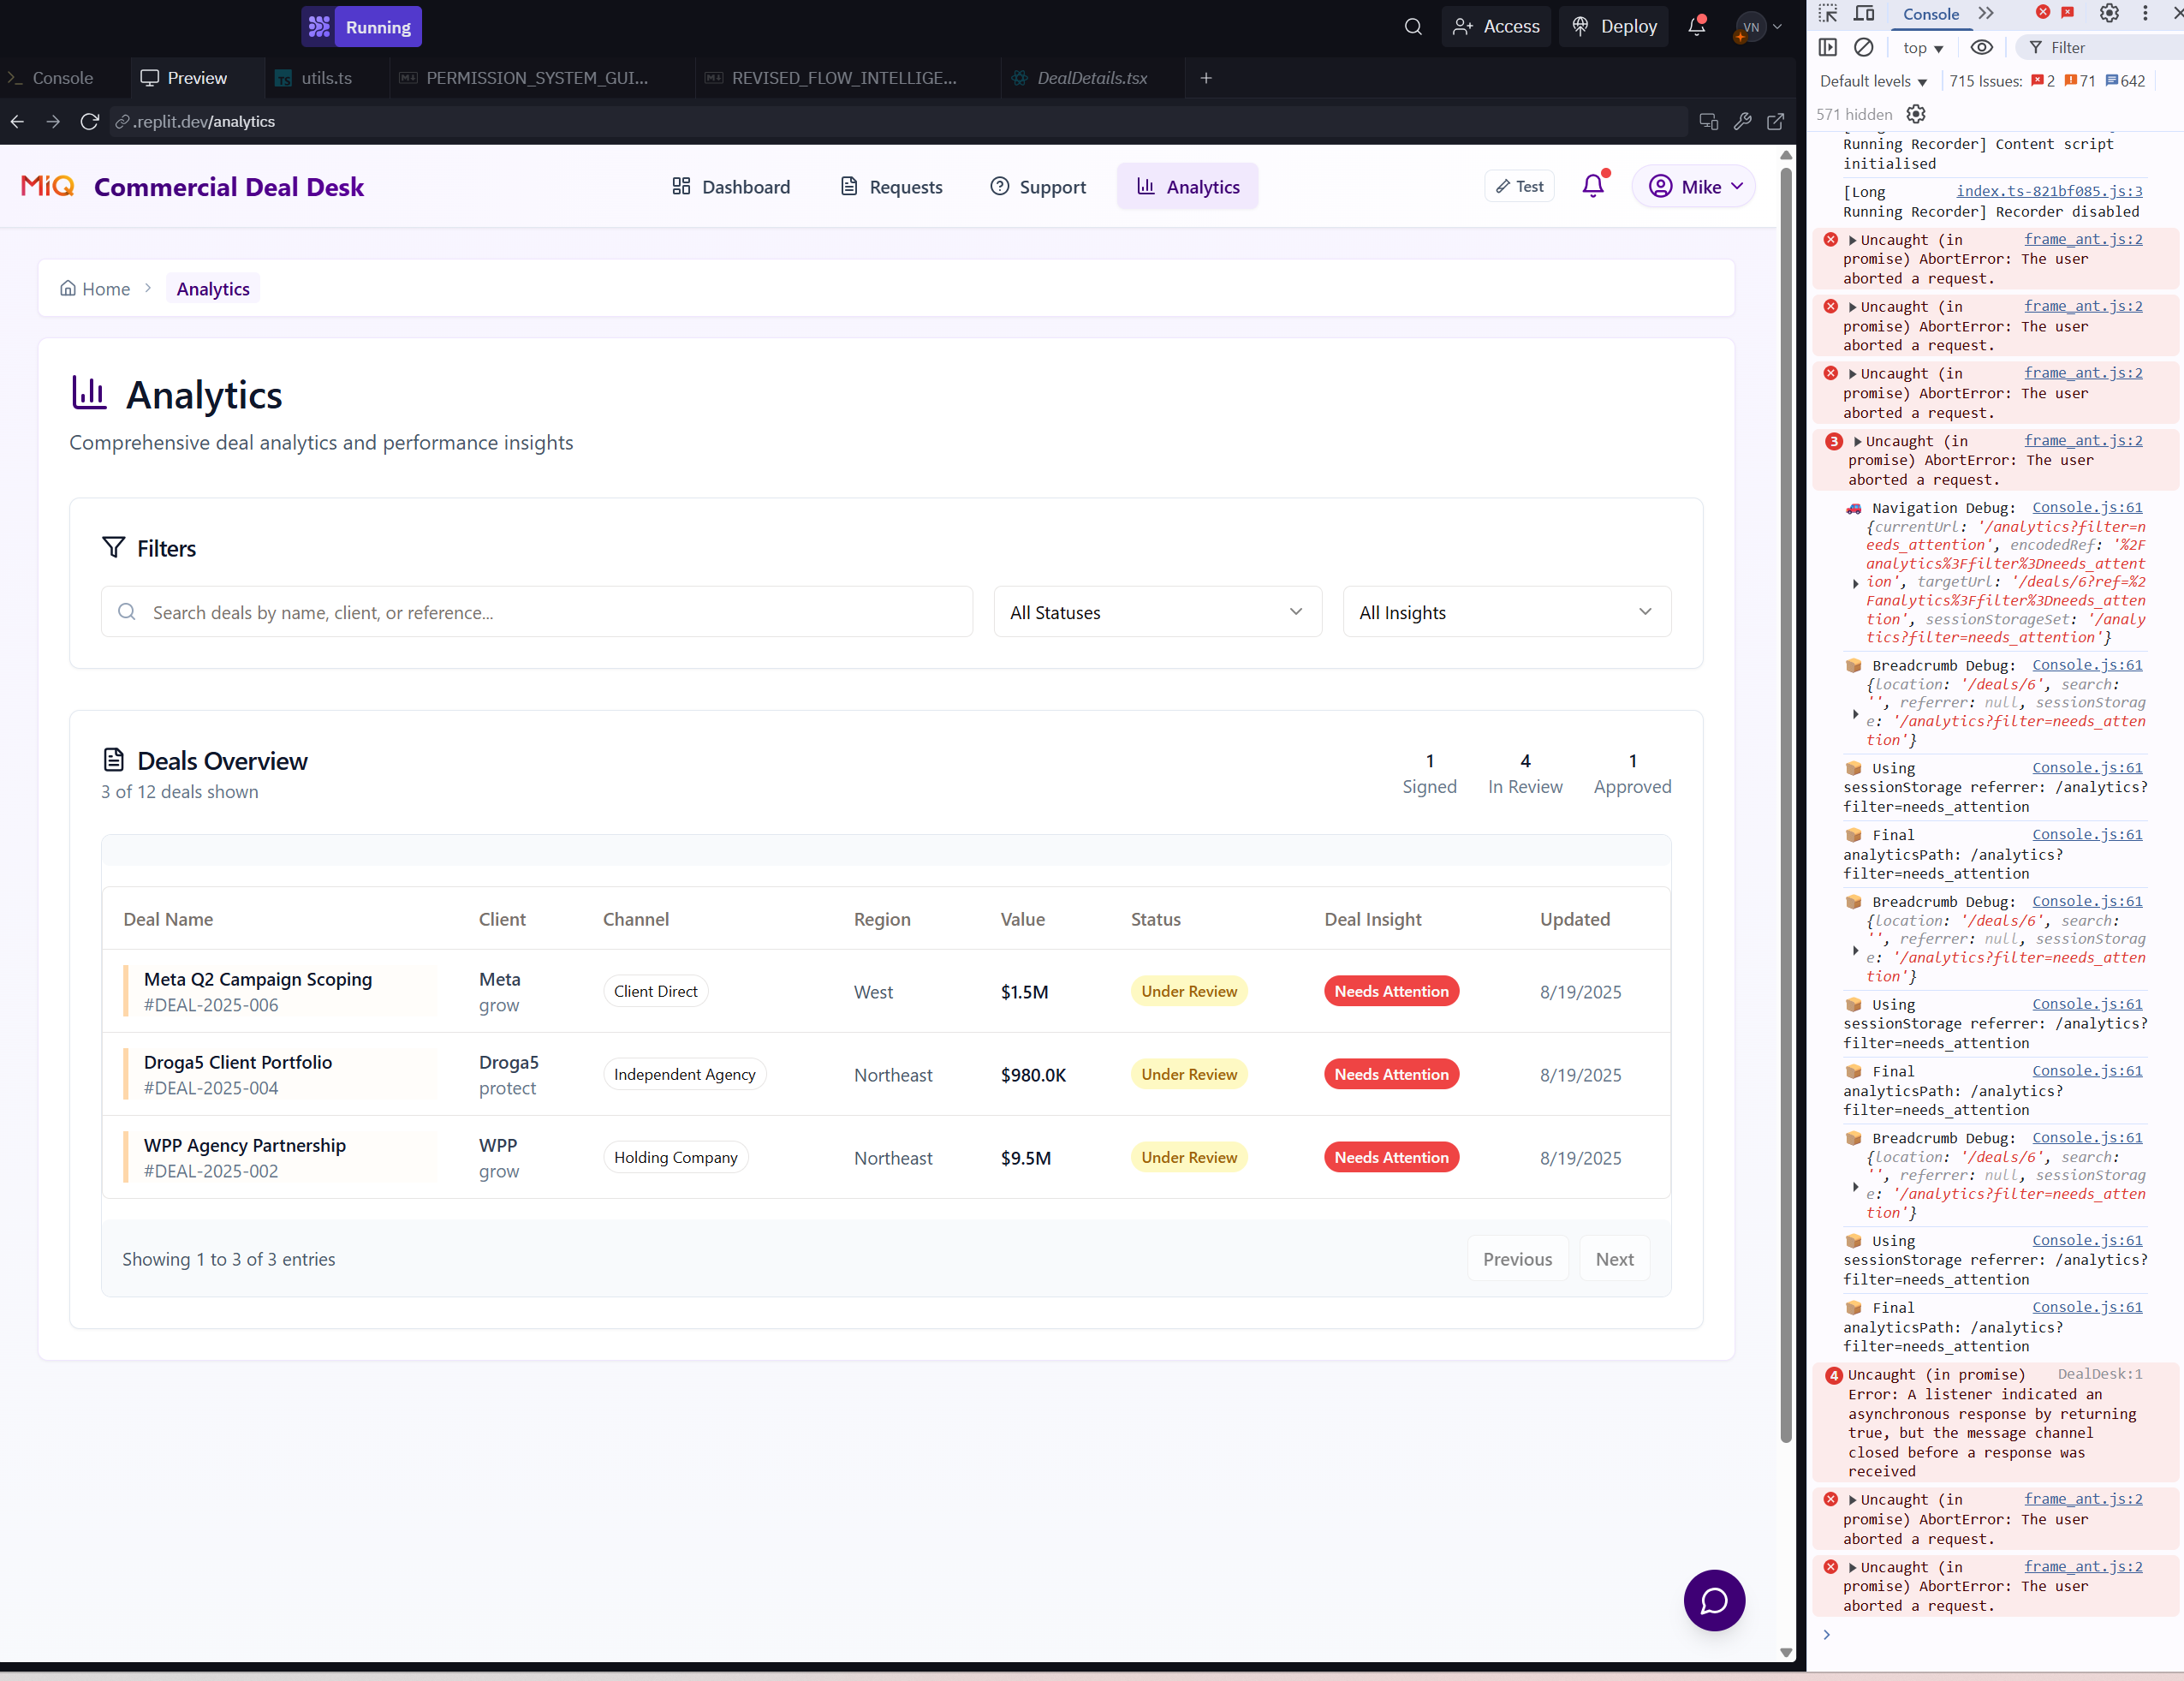 Running
Access
Deploy
VN
Console
Preview
utils.ts
PERMISSION_SYSTEM_GUI...
REVISED_FLOW_INTELLIGE...
DealDetails.tsx
+
.replit.dev/analytics
MiQ
Commercial Deal Desk
Dashboard
Requests
Support
Analytics
Test
Mike
Home
Analytics
Analytics
Comprehensive deal analytics and performance insights
Filters
Search deals by name, client, or reference...
All Statuses
All Insights
Deals Overview
3 of 12 deals shown
1
Signed
4
In Review
1
Approved
Deal Name Client Channel Region Value Status Deal Insight Updated
Meta Q2 Campaign Scoping
#DEAL-2025-006
Meta
grow
Client Direct
West
$1.5M
Under Review
Needs Attention
8/19/2025
Droga5 Client Portfolio
#DEAL-2025-004
Droga5
protect
Independent Agency
Northeast
$980.0K
Under Review
Needs Attention
8/19/2025
WPP Agency Partnership
#DEAL-2025-002
WPP
grow
Holding Company
Northeast
$9.5M
Under Review
Needs Attention
8/19/2025
Showing 1 to 3 of 3 entries
Previous
Next
Console
top
Filter
Default levels
715 Issues: 2 71 642
571 hidden
Running Recorder] Content script
initialised
[Long index.ts-821bf085.js:3
Running Recorder] Recorder disabled
Uncaught (in frame_ant.js:2
promise) AbortError: The user
aborted a request.
Uncaught (in frame_ant.js:2
promise) AbortError: The user
aborted a request.
Uncaught (in frame_ant.js:2
promise) AbortError: The user
aborted a request.
3 Uncaught (in frame_ant.js:2
promise) AbortError: The user
aborted a request.
Navigation Debug: Console.js:61
{currentUrl: '/analytics?filter=n
eeds_attention', encodedRef: '%2F
analytics%3Ffilter%3Dneeds_attent
ion', targetUrl: '/deals/6?ref=%2
Fanalytics%3Ffilter%3Dneeds_atten
tion', sessionStorageSet: '/analy
tics?filter=needs_attention'}
Breadcrumb Debug: Console.js:61
{location: '/deals/6', search:
'', referrer: null, sessionStorag
e: '/analytics?filter=needs_atten
tion'}
Using Console.js:61
sessionStorage referrer: /analytics?
filter=needs_attention
Final Console.js:61
analyticsPath: /analytics?
filter=needs_attention
Breadcrumb Debug: Console.js:61
{location: '/deals/6', search:
'', referrer: null, sessionStorag
e: '/analytics?filter=needs_atten
tion'}
Using Console.js:61
sessionStorage referrer: /analytics?
filter=needs_attention
Final Console.js:61
analyticsPath: /analytics?
filter=needs_attention
Breadcrumb Debug: Console.js:61
{location: '/deals/6', search:
'', referrer: null, sessionStorag
e: '/analytics?filter=needs_atten
tion'}
Using Console.js:61
sessionStorage referrer: /analytics?
filter=needs_attention
Final Console.js:61
analyticsPath: /analytics?
filter=needs_attention
4 Uncaught (in promise) DealDesk:1
Error: A listener indicated an
asynchronous response by returning
true, but the message channel
closed before a response was
received
Uncaught (in frame_ant.js:2
promise) AbortError: The user
aborted a request.
Uncaught (in frame_ant.js:2
promise) AbortError: The user
aborted a request.